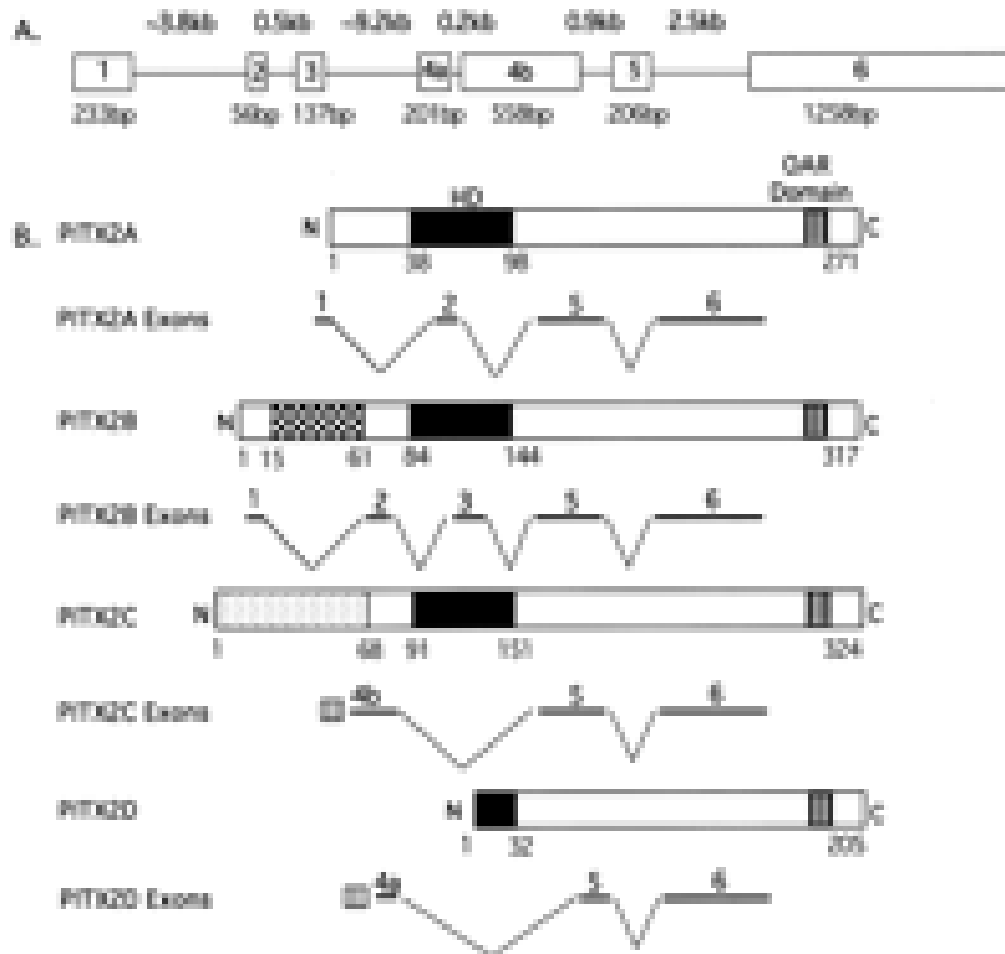 A. ~3.8kb 0.5kb ~9.2kb 0.2kb 0.9kb 2.5kb
1 2 3 4a 4b 5 6
233bp 56bp 137bp 201bp 558bp 206bp 1258bp
HD
OAR
Domain
B. PITX2A N C
1 38 98 271
PITX2A Exons 1 2 5 6
PITX2B N C
1 15 61 84 144 317
PITX2B Exons 1 2 3 5 6
PITX2C N C
1 68 91 151 324
PITX2C Exons 4b 5 6
PITX2D N C
1 32 205
PITX2D Exons 4a 5 6